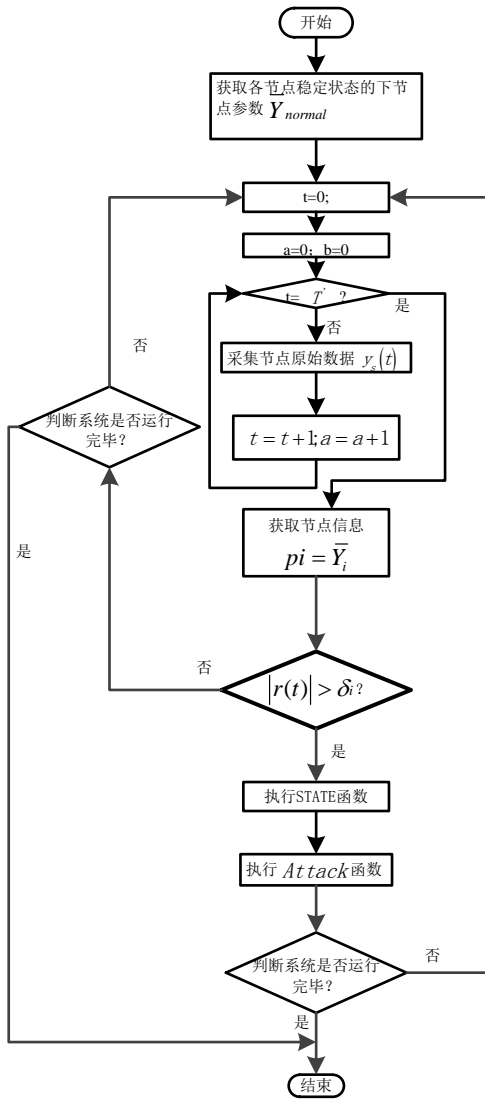 开始
获取各节点稳定状态的下节
点参数 Y̅normal
t=0;
a=0; b=0
t= T' ?
是
否
否
采集节点原始数据 yₛ(t)
判断系统是否运行
完毕?
t = t+1;a = a+1
获取节点信息
pi = Y̅ᵢ
是
否
|r(t)| > δi?
是
执行STATE函数
执行 Attack函数
判断系统是否运行
完毕?
否
是
结束